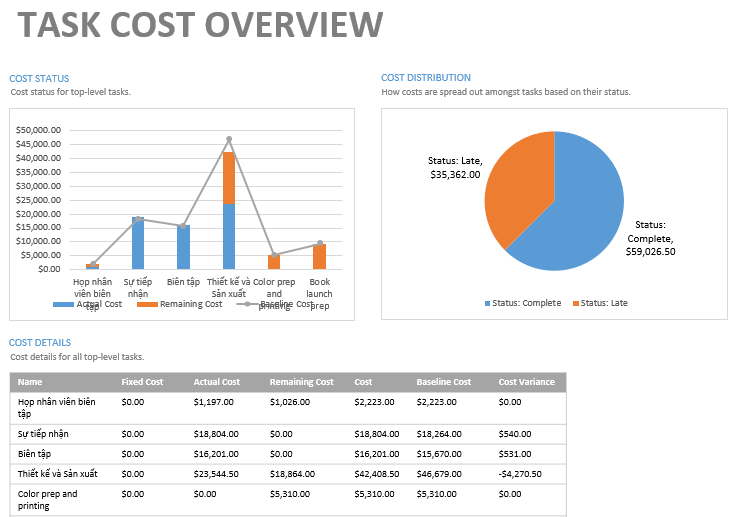 TASK COST OVERVIEW
COST STATUS
Cost status for top-level tasks.
$50,000.00
$45,000.00
$40,000.00
$35,000.00
$30,000.00
$25,000.00
$20,000.00
$15,000.00
$10,000.00
$5,000.00
$0.00
Họp nhân viên biên tập
Sự tiếp nhận
Biên tập
Thiết kế và Sản xuất
Color prep and printing
Book launch prep
Actual Cost
Remaining Cost
Baseline Cost
COST DISTRIBUTION
How costs are spread out amongst tasks based on their status.
Status: Late,
$35,362.00
Status:
Complete,
$59,026.50
Status: Complete
Status: Late
COST DETAILS
Cost details for all top-level tasks.
Name Fixed Cost Actual Cost Remaining Cost Cost Baseline Cost Cost Variance
Họp nhân viên biên tập $0.00 $1,197.00 $1,026.00 $2,223.00 $2,223.00 $0.00
Sự tiếp nhận $0.00 $18,804.00 $0.00 $18,804.00 $18,264.00 $540.00
Biên tập $0.00 $16,201.00 $0.00 $16,201.00 $15,670.00 $531.00
Thiết kế và Sản xuất $0.00 $23,544.50 $18,864.00 $42,408.50 $46,679.00 -$4,270.50
Color prep and printing $0.00 $0.00 $5,310.00 $5,310.00 $5,310.00 $0.00